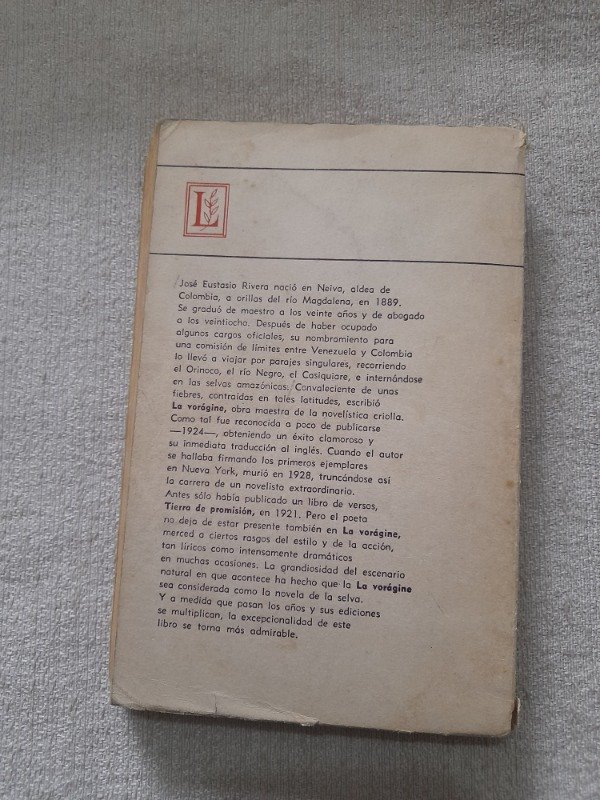 L
José Eustasio Rivera nació en Neiva, aldea de
Colombia, a orillas del río Magdalena, en 1889.
Se graduó de maestro a los veinte años y de abogado
a los veintiocho. Después de haber ocupado
algunos cargos oficiales, su nombramiento para
una comisión de límites entre Venezuela y Colombia
lo llevó a viajar por parajes singulares, recorriendo
el Orinoco, el río Negro, el Casiquiare, e internándose
en las selvas amazónicas. Convaleciente de unas
fiebres, contraídas en tales latitudes, escribió
La vorágine, obra maestra de la novelística criolla.
Como tal fue reconocida a poco de publicarse
—1924—, obteniendo un éxito clamoroso y
su inmediata traducción al inglés. Cuando el autor
se hallaba firmando los primeros ejemplares
en Nueva York, murió en 1928, truncándose así
la carrera de un novelista extraordinario.
Antes sólo había publicado un libro de versos,
Tierra de promisión, en 1921. Pero el poeta
no deja de estar presente también en La vorágine,
merced a ciertos rasgos del estilo y de la acción,
tan líricos como intensamente dramáticos
en muchas ocasiones. La grandiosidad del escenario
natural en que acontece ha hecho que la La vorágine
sea considerada como la novela de la selva.
Y a medida que pasan los años y sus ediciones
se multiplican, la excepcionalidad de este
libro se torna más admirable.